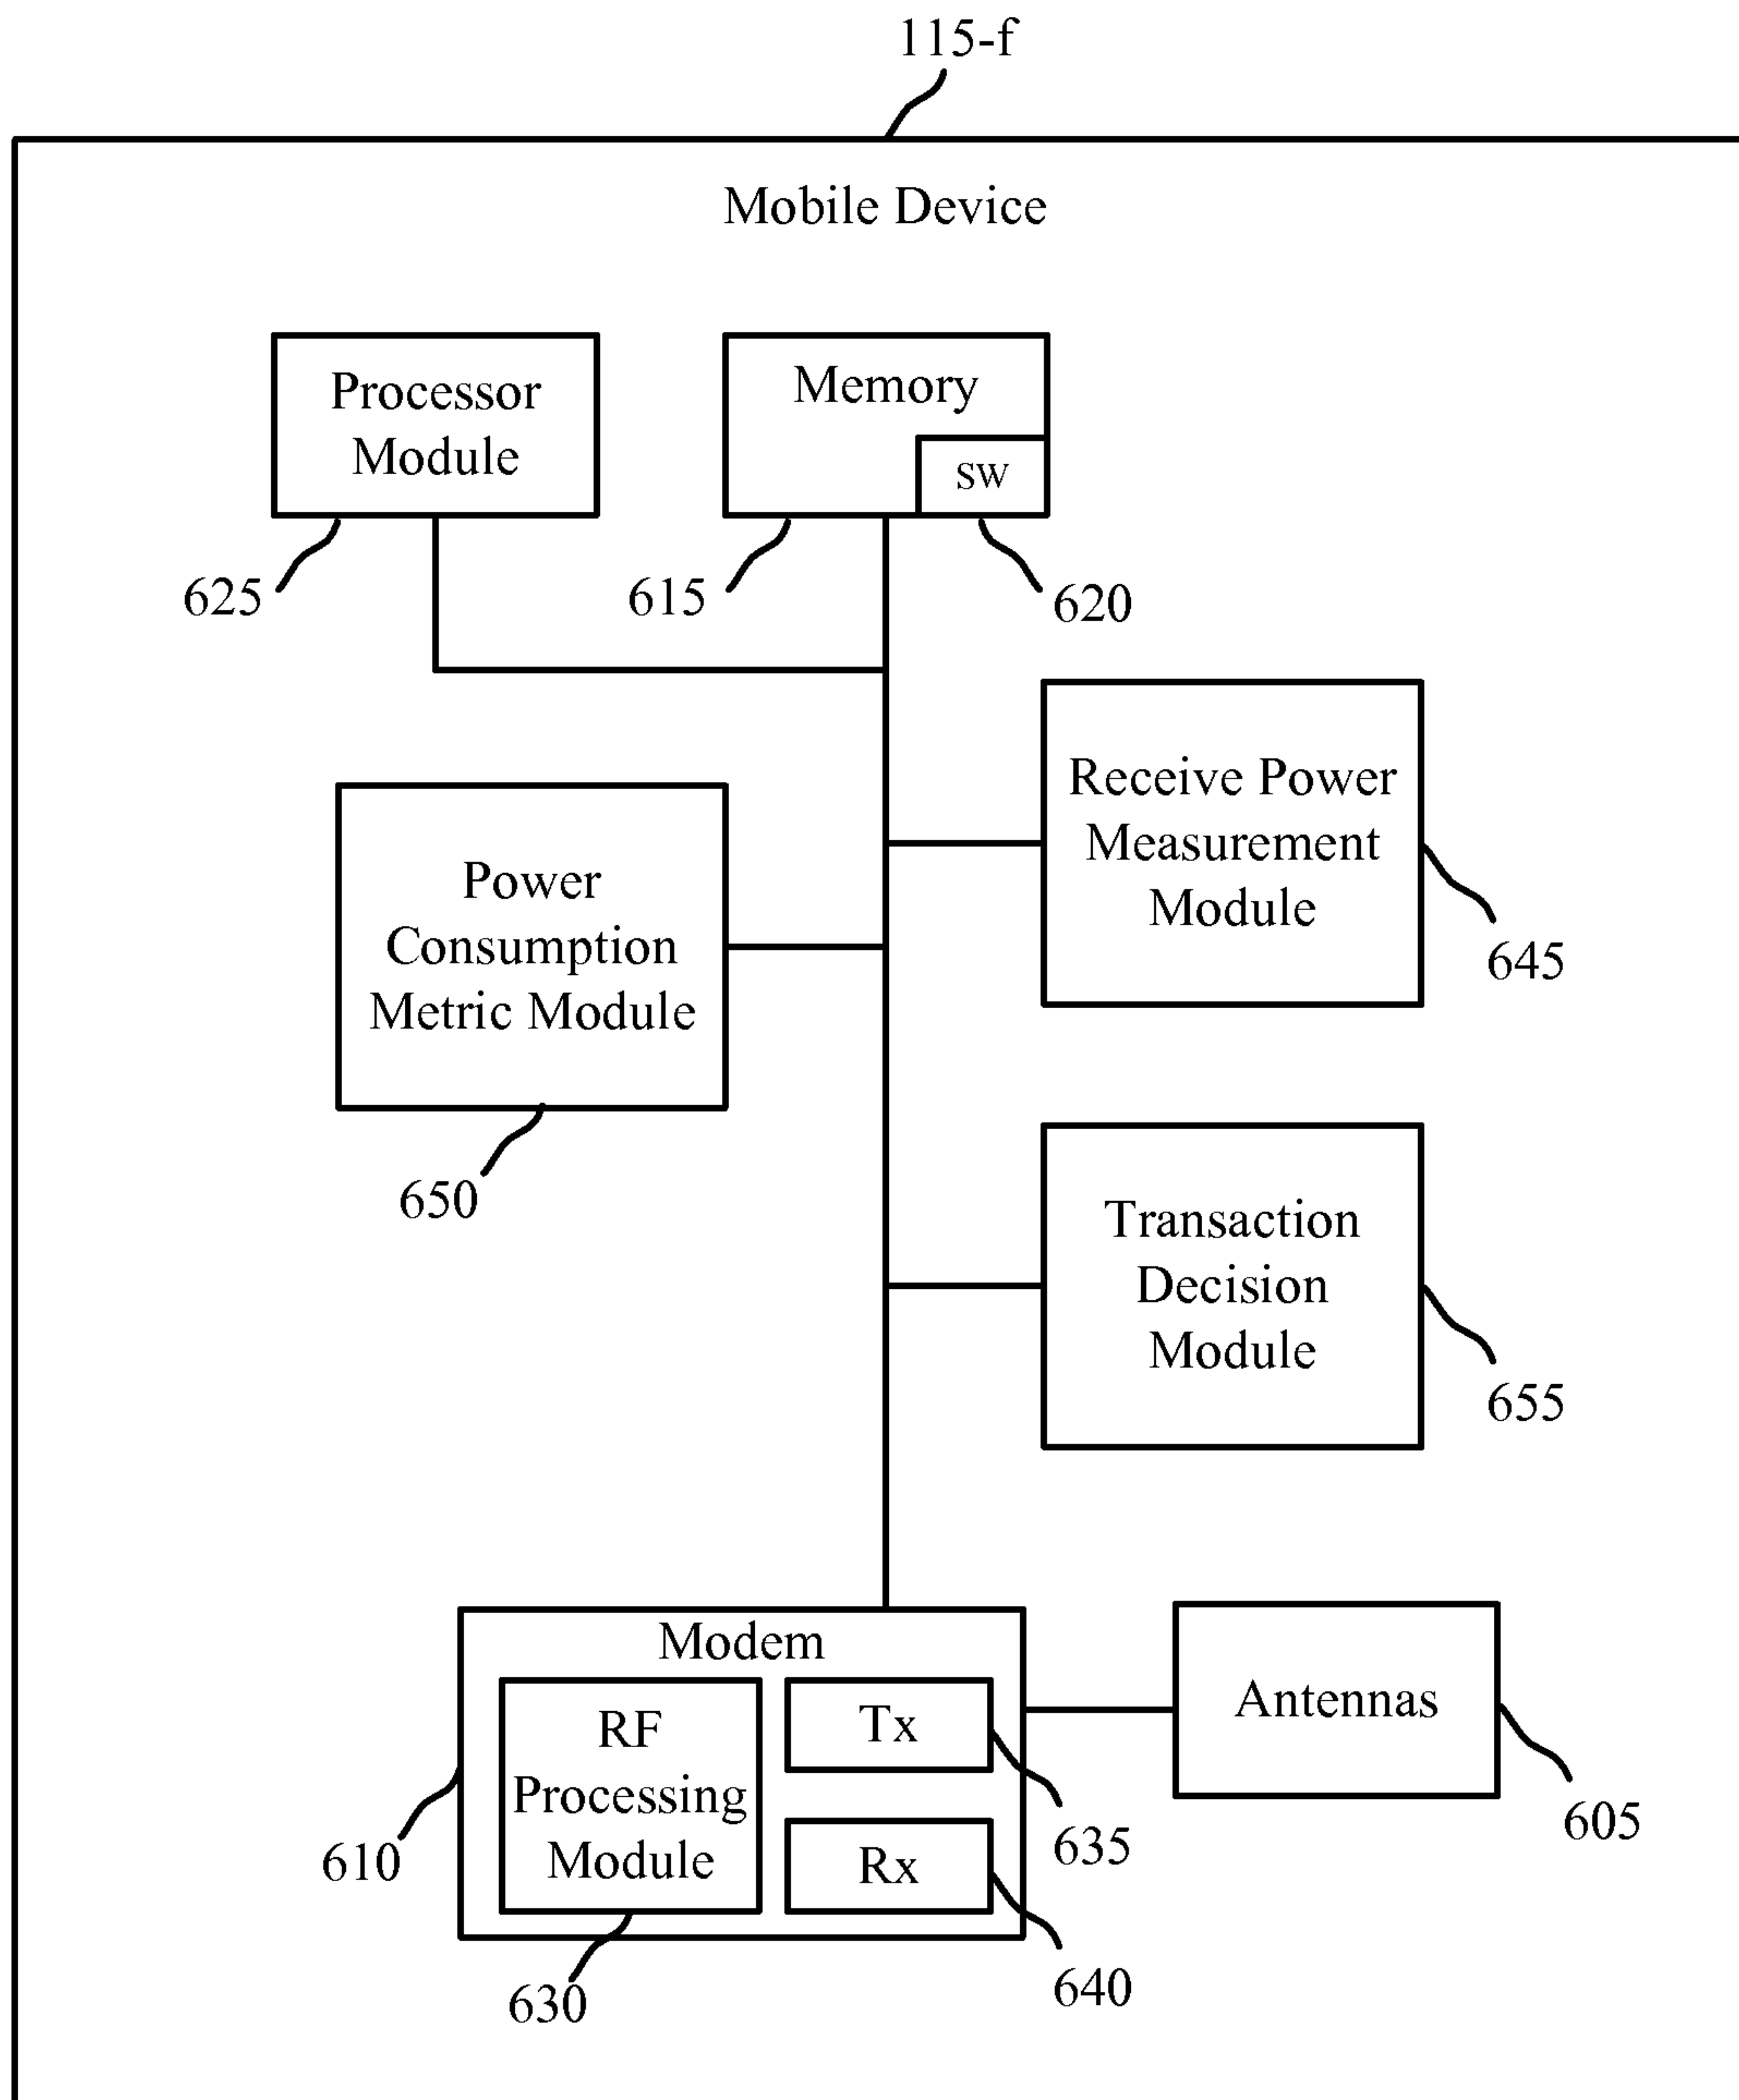 115-f
Mobile Device
Processor
Module
Memory
SW
625
615
620
Receive Power
Measurement
Module
645
Power
Consumption
Metric Module
650
Transaction
Decision
Module
655
Modem
RF
Processing
Module
Tx
Rx
Antennas
610
635
605
630
640